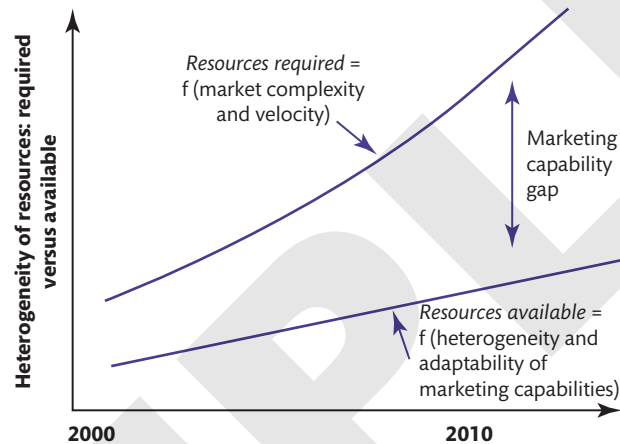 Heterogeneity of resources: required
versus available
Resources required =
f (market complexity
and velocity)
Marketing
capability
gap
Resources available =
f (heterogeneity and
adaptability of
marketing capabilities)
2000
2010